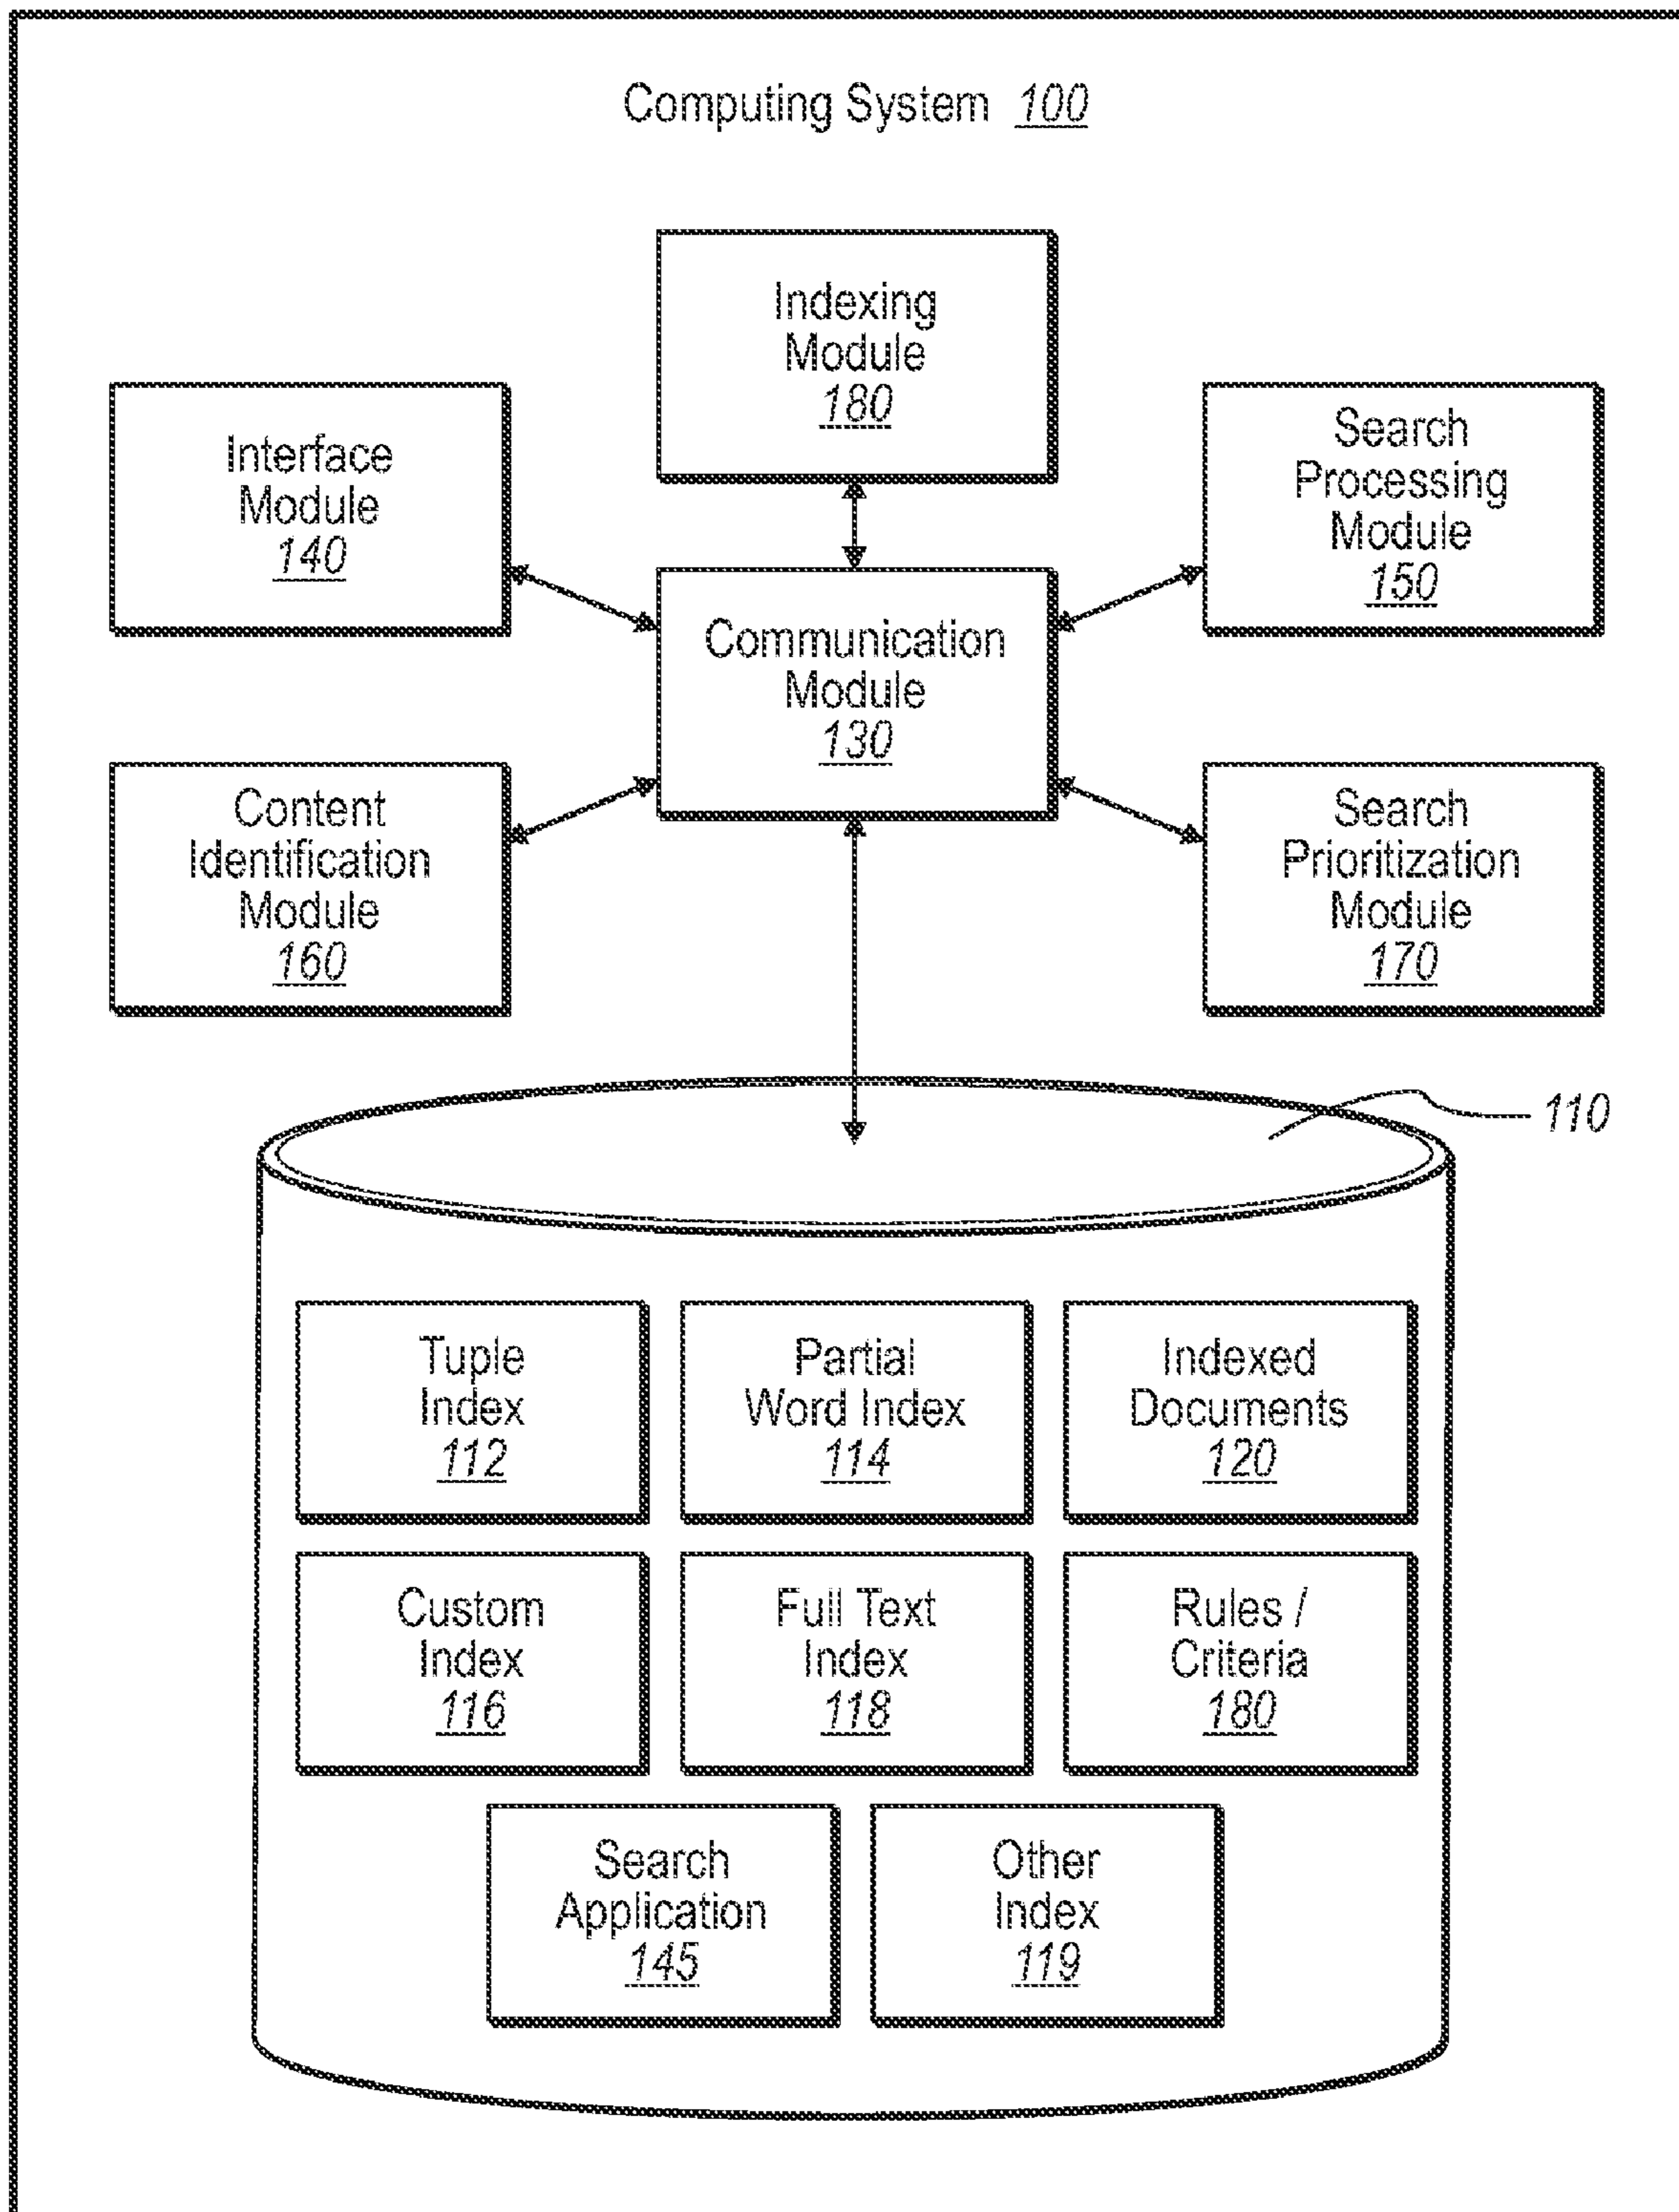 Computing System 100
Indexing
Module
180
Interface
Module
140
Search
Processing
Module
150
Communication
Module
130
Content
Identification
Module
160
Search
Prioritization
Module
170
110
Tuple
Index
112
Partial
Word Index
114
Indexed
Documents
120
Custom
Index
116
Full Text
Index
118
Rules /
Criteria
180
Search
Application
145
Other
Index
119